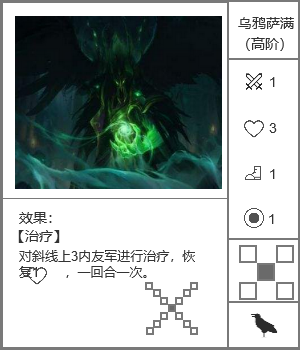 乌鸦萨满
(高阶)
1
3
1
1
效果：
【治疗】
对斜线上3内友军进行治疗，恢
复1 ，一回合一次。